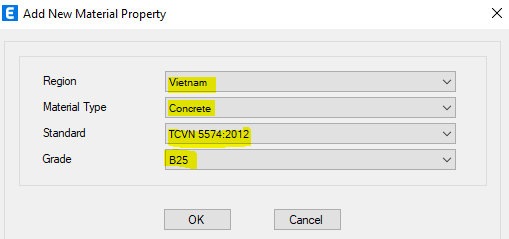 E Add New Material Property
Region Vietnam
Material Type Concrete
Standard TCVN 5574:2012
Grade B25
OK Cancel